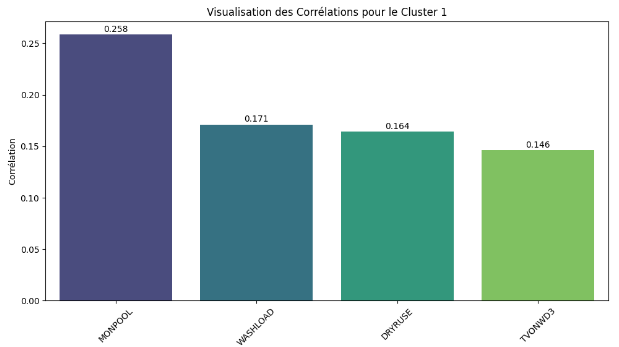 Visualisation des Corrélations pour le Cluster 1
Corrélation
0.25
0.20
0.15
0.10
0.05
0.00
0.258
0.171
0.164
0.146
MONPOOL
WASHLOAD
DRYRUSE
TVONWD3